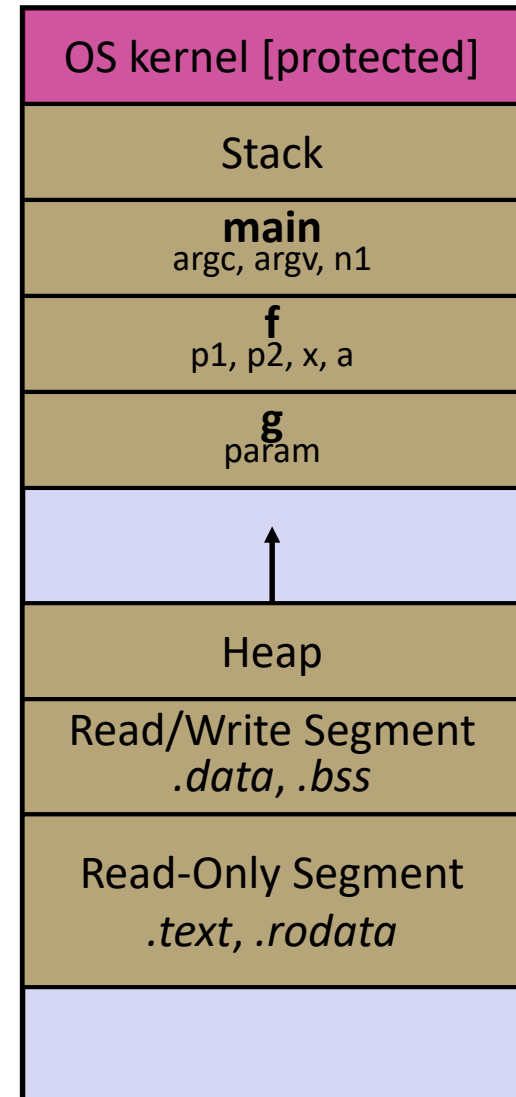 OS kernel [protected]
Stack
main
argc, argv, n1
f
p1, p2, x, a
g
param
Heap
Read/Write Segment
.data, .bss
Read-Only Segment
.text, .rodata